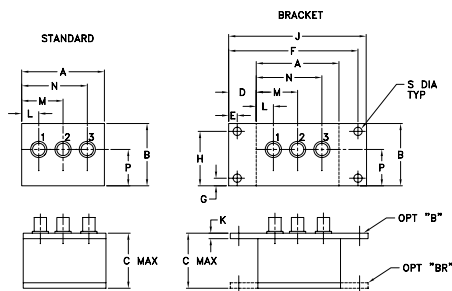 BRACKET
STANDARD
J
F
A
A
N
N
D
M
M
S DIA
TYP
L
E
L
1 2 3
1 2 3
H
B
B
P
P
G
K
OPT "B"
C MAX
C MAX
OPT "BR"